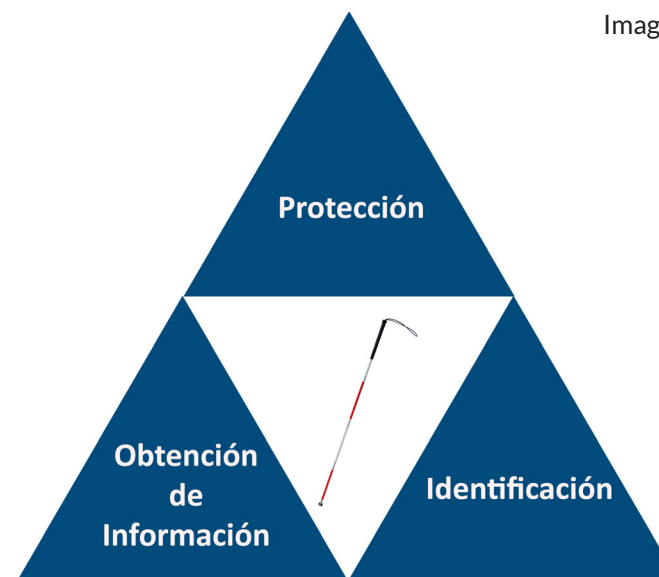 Imag
Protección
Obtención
de
Información
Identificación